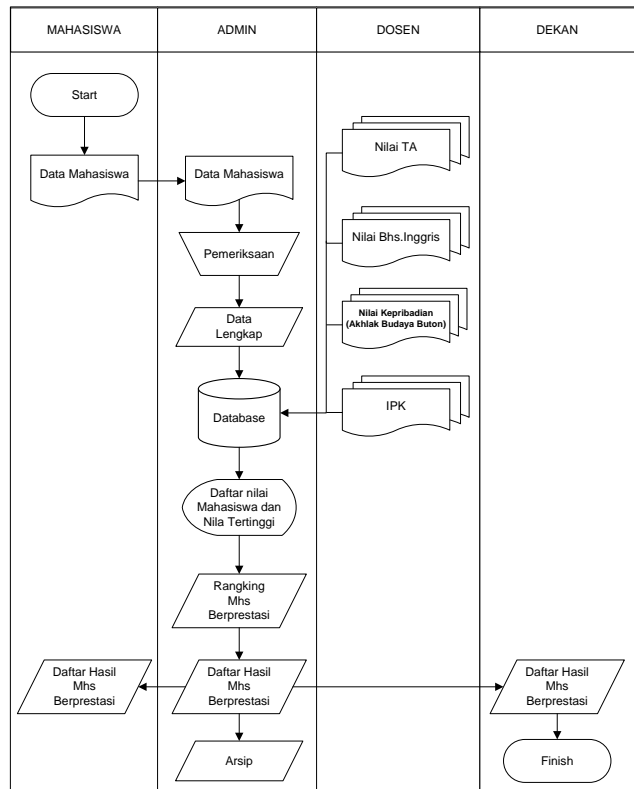 MAHASISWA
ADMIN
DOSEN
DEKAN
Start
Data Mahasiswa
Data Mahasiswa
Pemeriksaan
Data
Lengkap
Database
Daftar nilai
Mahasiswa dan
Nila Tertinggi
Rangking
Mhs
Berprestasi
Nilai TA
Nilai Bhs.Inggris
Nilai Kepribadian
(Akhlak Budaya Buton)
IPK
Daftar Hasil
Mhs
Berprestasi
Daftar Hasil
Mhs
Berprestasi
Daftar Hasil
Mhs
Berprestasi
Arsip
Finish